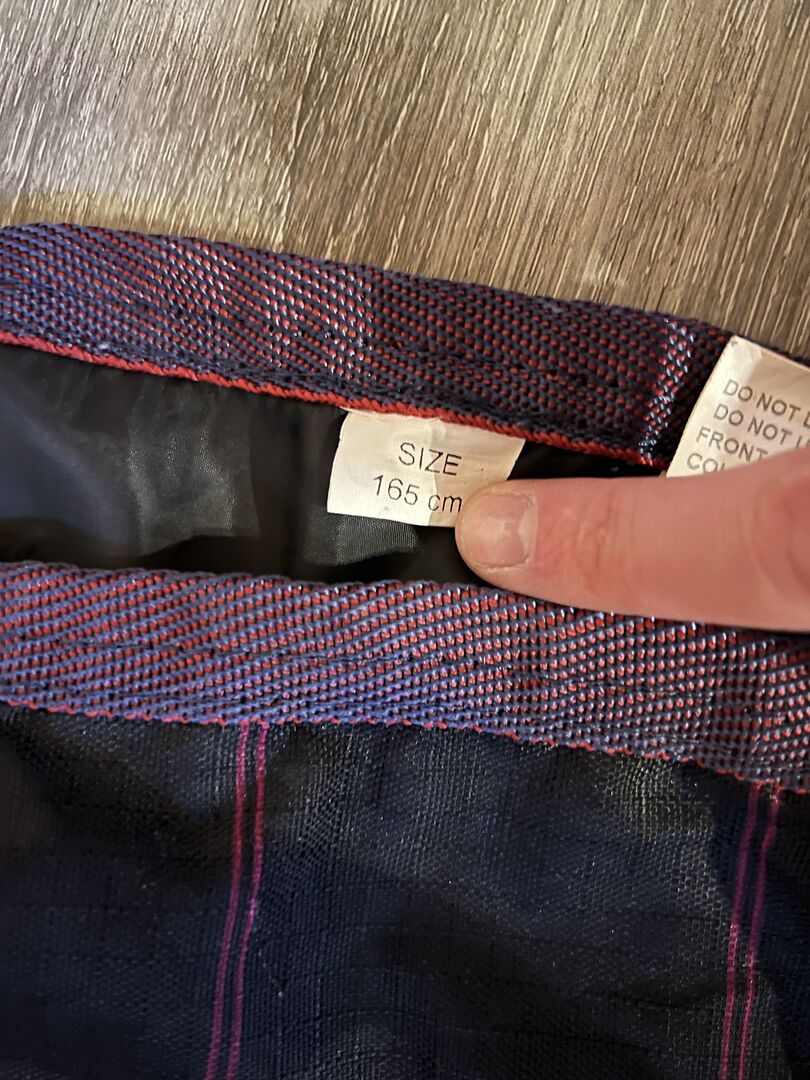 SIZE
165 cm
DO NOT
DO NOT
FRONT